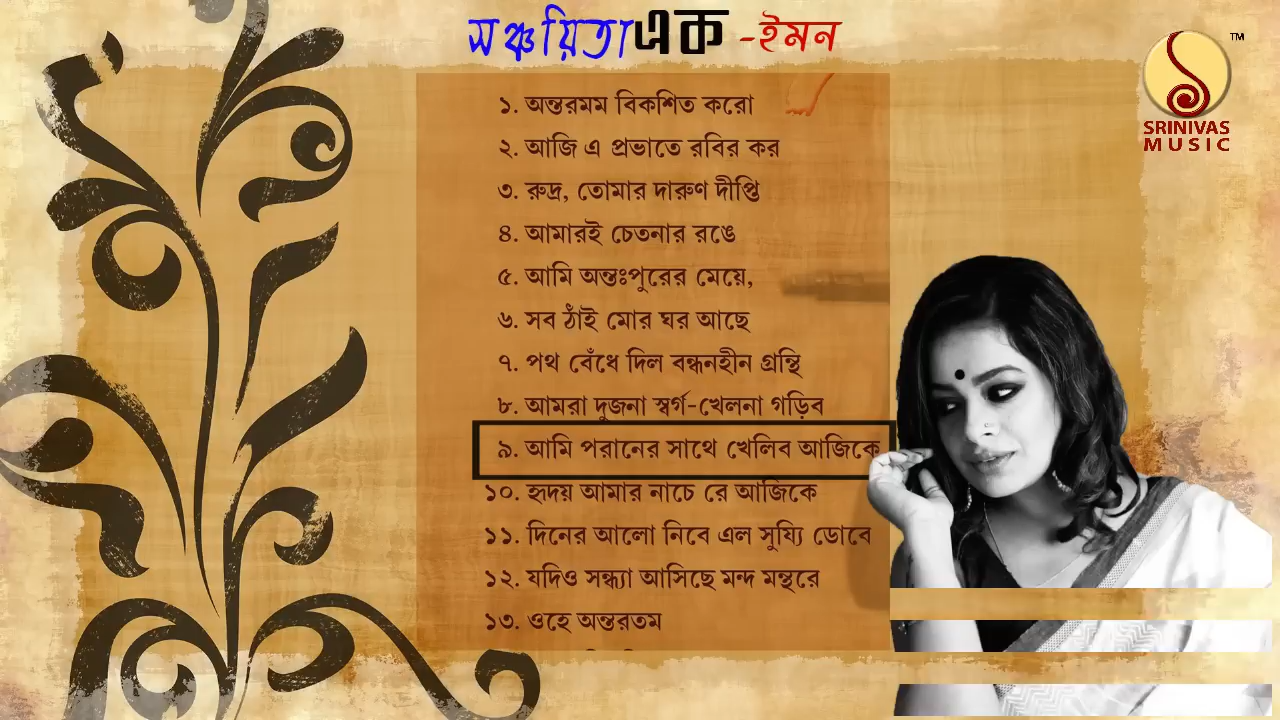 সঞ্চয়িতা এক - ইমন
TM
SRINIVAS
MUSIC
১. অন্তরমম বিকশিত করো
২. আজি এ প্রভাতে রবির কর
৩. রুদ্র, তোমার দারুণ দীপ্তি
৪. আমারই চেতনার রঙে
৫. আমি অন্তঃপুরের মেয়ে,
৬. সব ঠাঁই মোর ঘর আছে
৭. পথ বেঁধে দিল বন্ধনহীন গ্রন্থি
৮. আমরা দুজনা স্বর্গ-খেলনা গড়িব
৯. আমি পরানের সাথে খেলিব আজিকে
১০. হৃদয় আমার নাচে রে আজিকে
১১. দিনের আলো নিবে এল সুয্যি ডোবে
১২. যদিও সন্ধ্যা আসিছে মন্দ মন্থরে
১৩. ওহে অন্তরতম